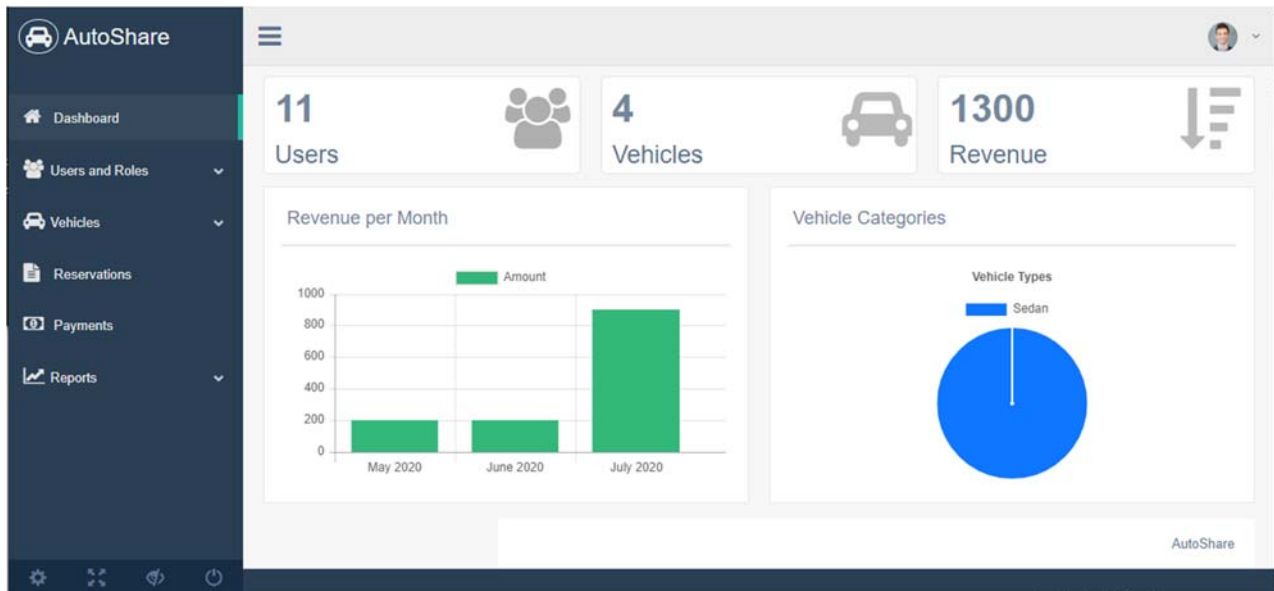 AutoShare
Dashboard
Users and Roles
Vehicles
Reservations
Payments
Reports
11
Users
4
Vehicles
1300
Revenue
Revenue per Month
Amount
1000
800
600
400
200
0
May 2020 June 2020 July 2020
Vehicle Categories
Vehicle Types
Sedan
AutoShare